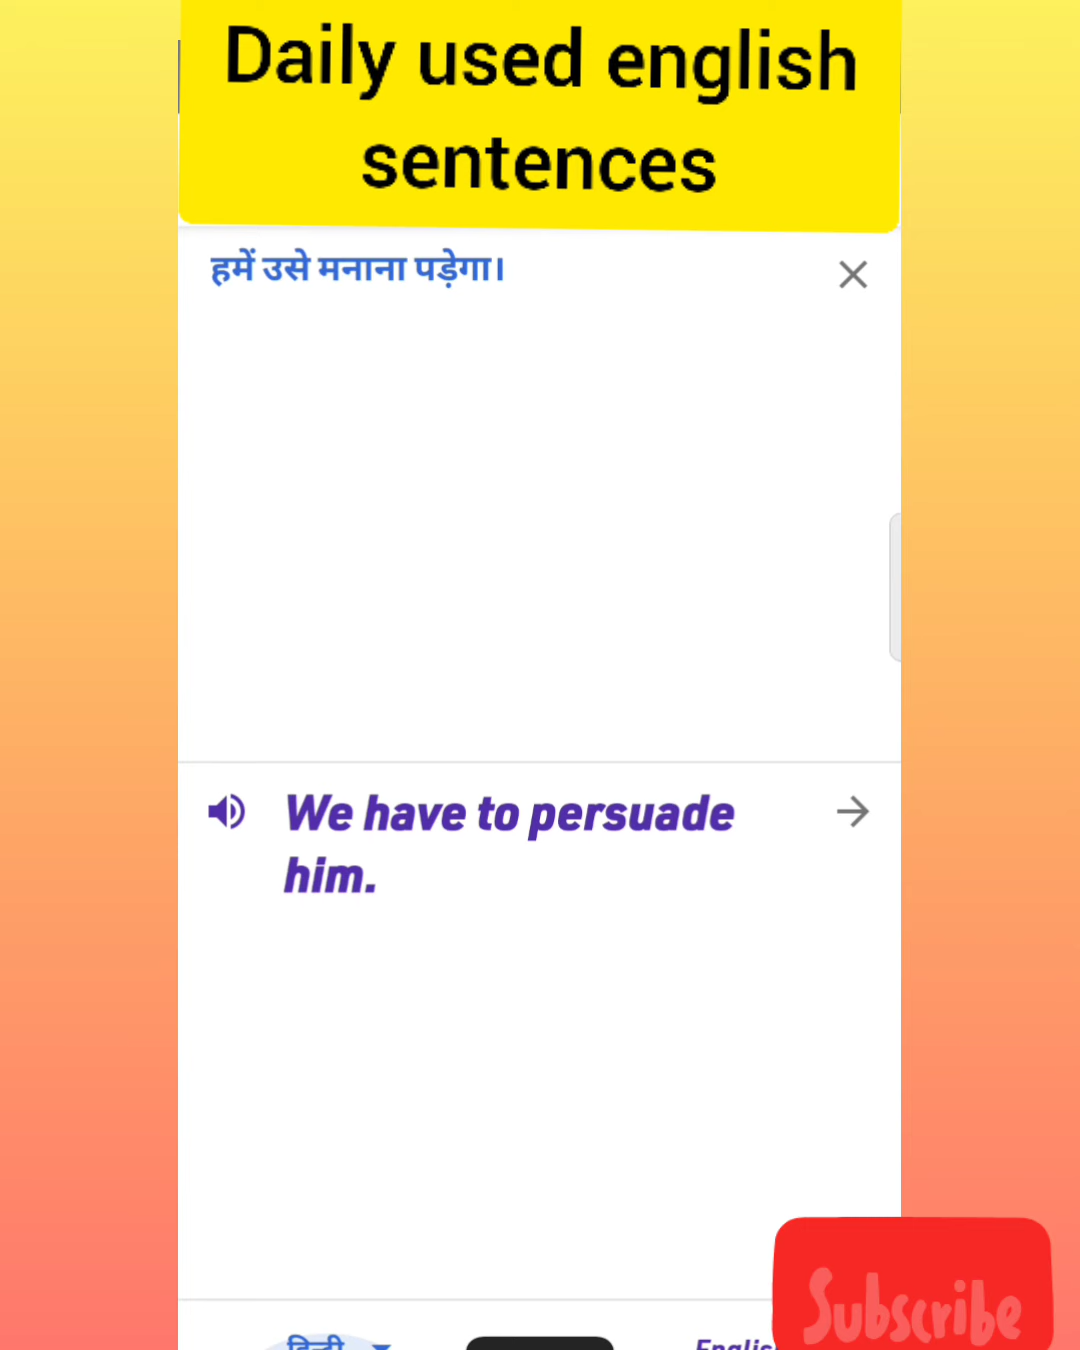 Daily used english
sentences
हमें उसे मनाना पड़ेगा।
We have to persuade
him.
Subscribe
हिन्दी